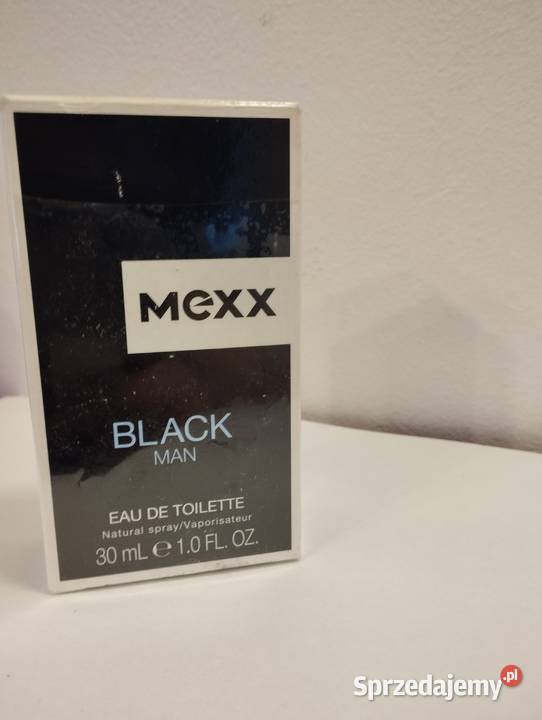 MEXX
BLACK
MAN
EAU DE TOILETTE
Natural spray/Vaporisateur
30 mL e 1.0 FL. OZ.
Sprzedajemy.pl